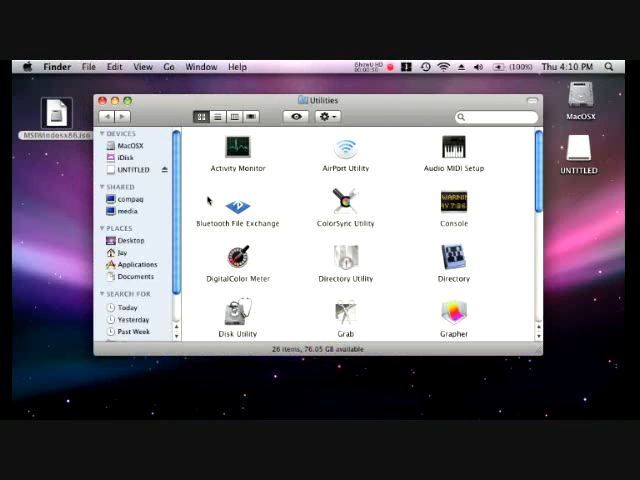 Finder File Edit View Go Window Help (100%) Thu 4:10 PM
Utilities
MSIWindosx86.iso
MacOSX
UNTITLED
DEVICES
MacOSX
iDisk
UNTITLED
SHARED
compaq
media
PLACES
Desktop
Jay
Applications
Documents
SEARCH FOR
Today
Yesterday
Past Week
Activity Monitor AirPort Utility Audio MIDI Setup
WARNIN
Bluetooth File Exchange ColorSync Utility Console
DigitalColor Meter Directory Utility Directory
Disk Utility Grab Grapher
26 items, 76.05 GB available